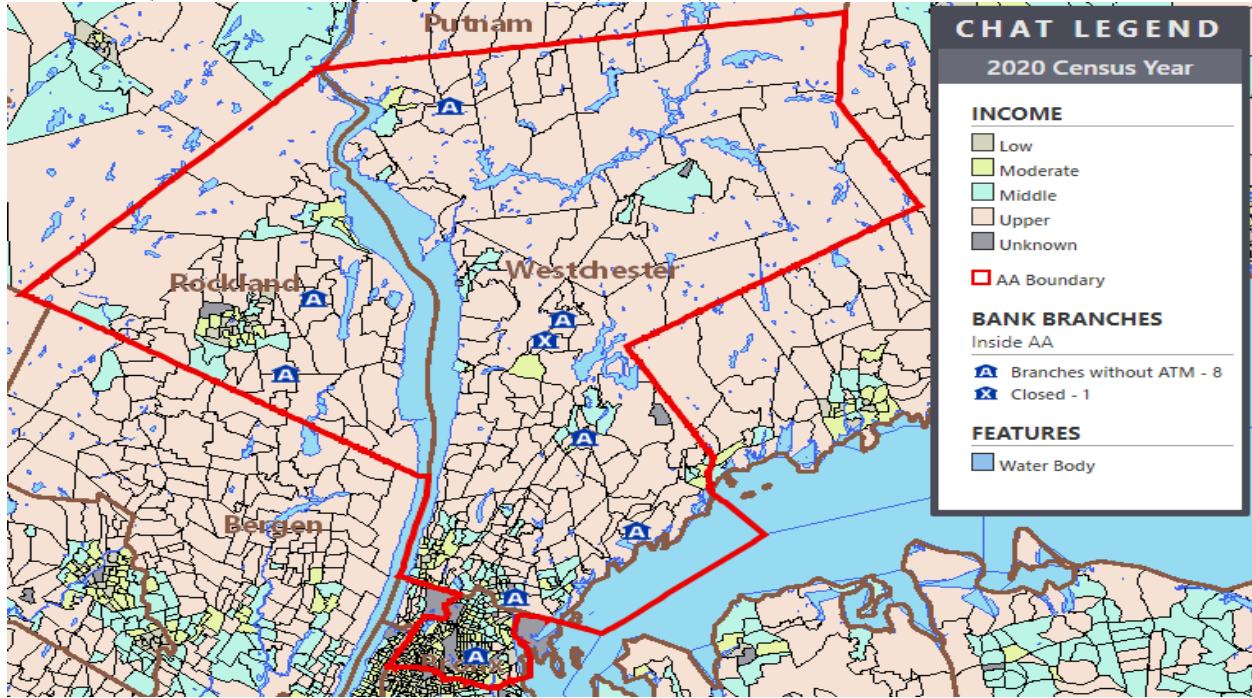 Putnam
Rockland
Westchester
Bergen
CHAT LEGEND
2020 Census Year
INCOME
Low
Moderate
Middle
Upper
Unknown
AA Boundary
BANK BRANCHES
Inside AA
A Branches without ATM - 8
X Closed - 1
FEATURES
Water Body
A
A
A
X
A
A
A
A
A